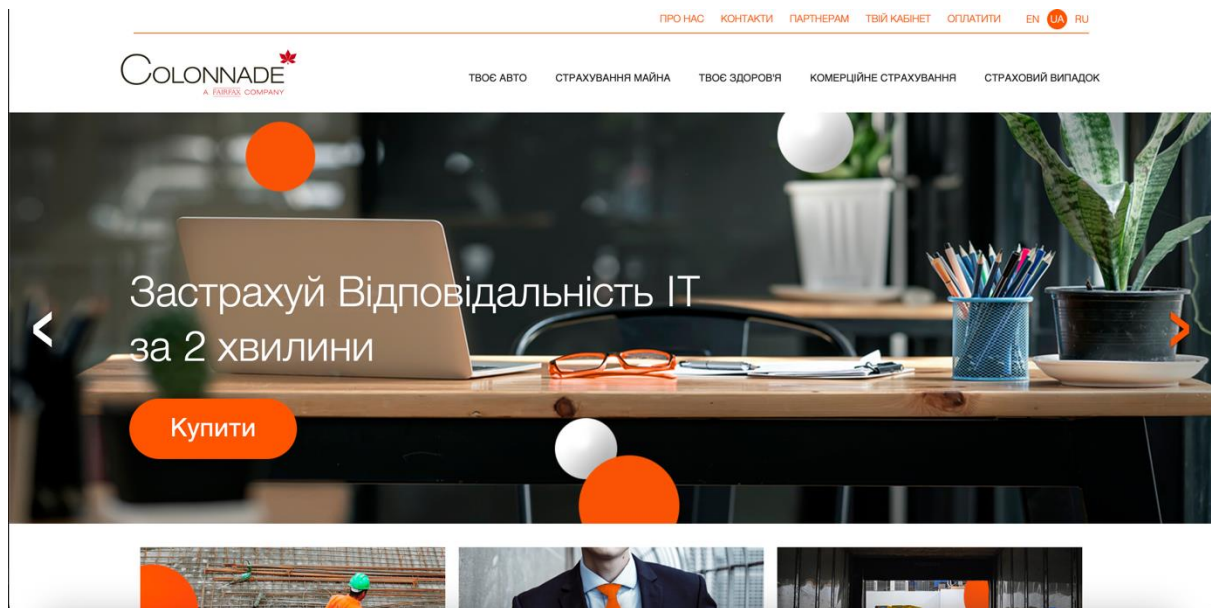 ПРО НАС КОНТАКТИ ПАРТНЕРАМ ТВІЙ КАБІНЕТ ОПЛАТИТИ EN UA RU
COLONNADE
A FAIRFAX COMPANY
ТВОЄ АВТО СТРАХУВАННЯ МАЙНА ТВОЄ ЗДОРОВ'Я КОМЕРЦІЙНЕ СТРАХУВАННЯ СТРАХОВИЙ ВИПАДОК
Застрахуй Відповідальність ІТ
за 2 хвилини
Купити